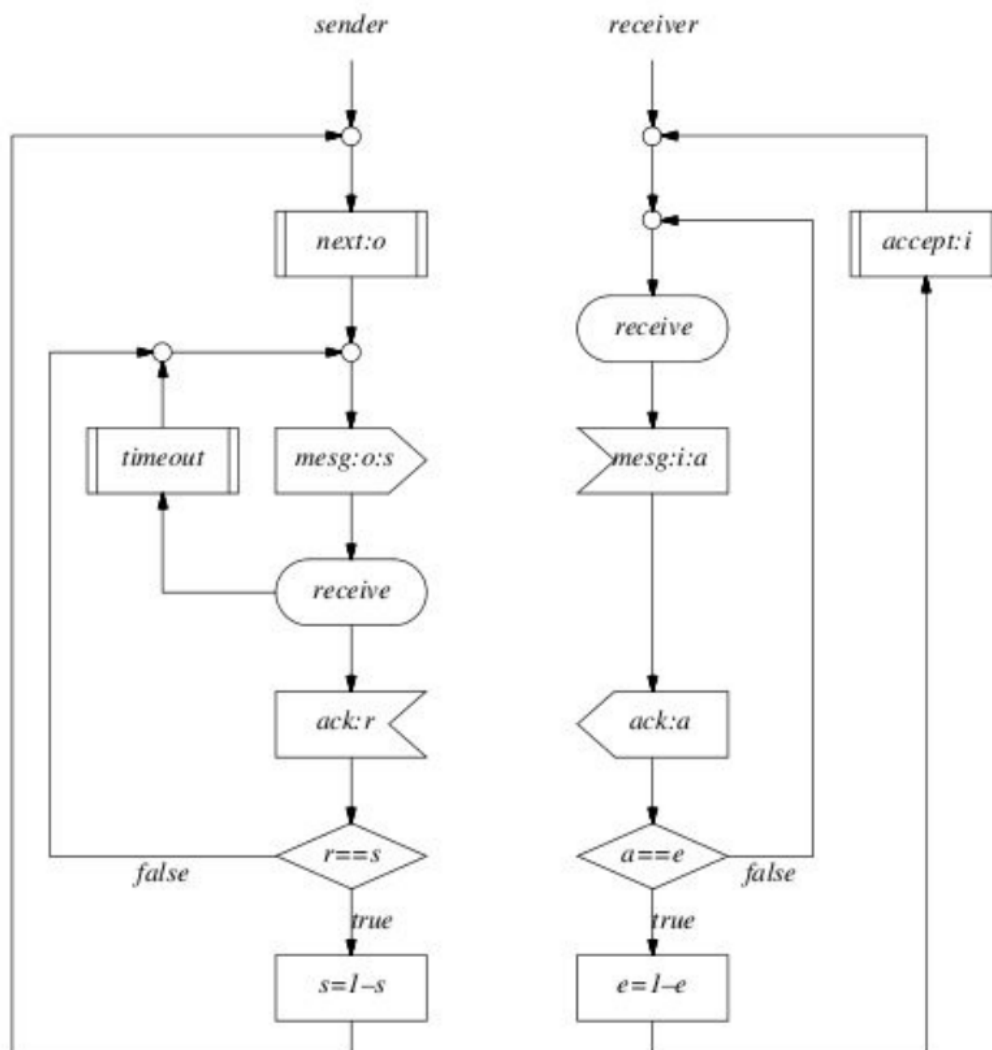 sender
receiver
next:o
accept:i
receive
timeout
mesg:o:s
mesg:i:a
receive
ack:r
ack:a
r==s
a==e
false
false
true
true
s=1–s
e=1–e